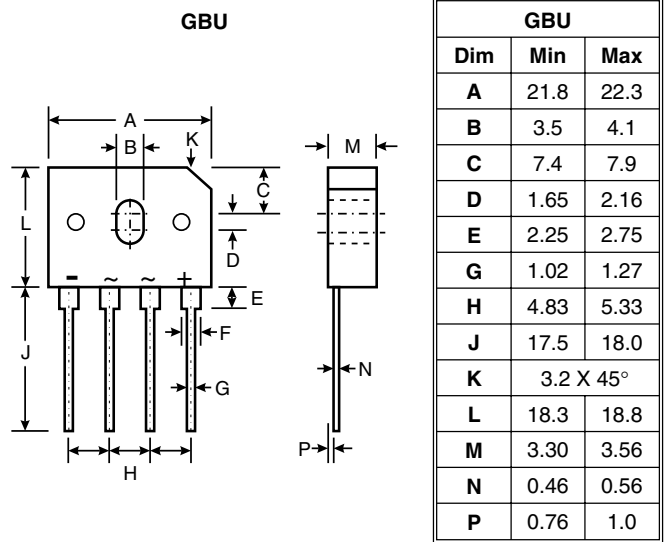 GBU
A
B
K
M
C
L
D
- ~ ~ +
E
F
J
G
N
P
H
GBU
Dim Min Max
A 21.8 22.3
B 3.5 4.1
C 7.4 7.9
D 1.65 2.16
E 2.25 2.75
G 1.02 1.27
H 4.83 5.33
J 17.5 18.0
K 3.2 X 45°
L 18.3 18.8
M 3.30 3.56
N 0.46 0.56
P 0.76 1.0